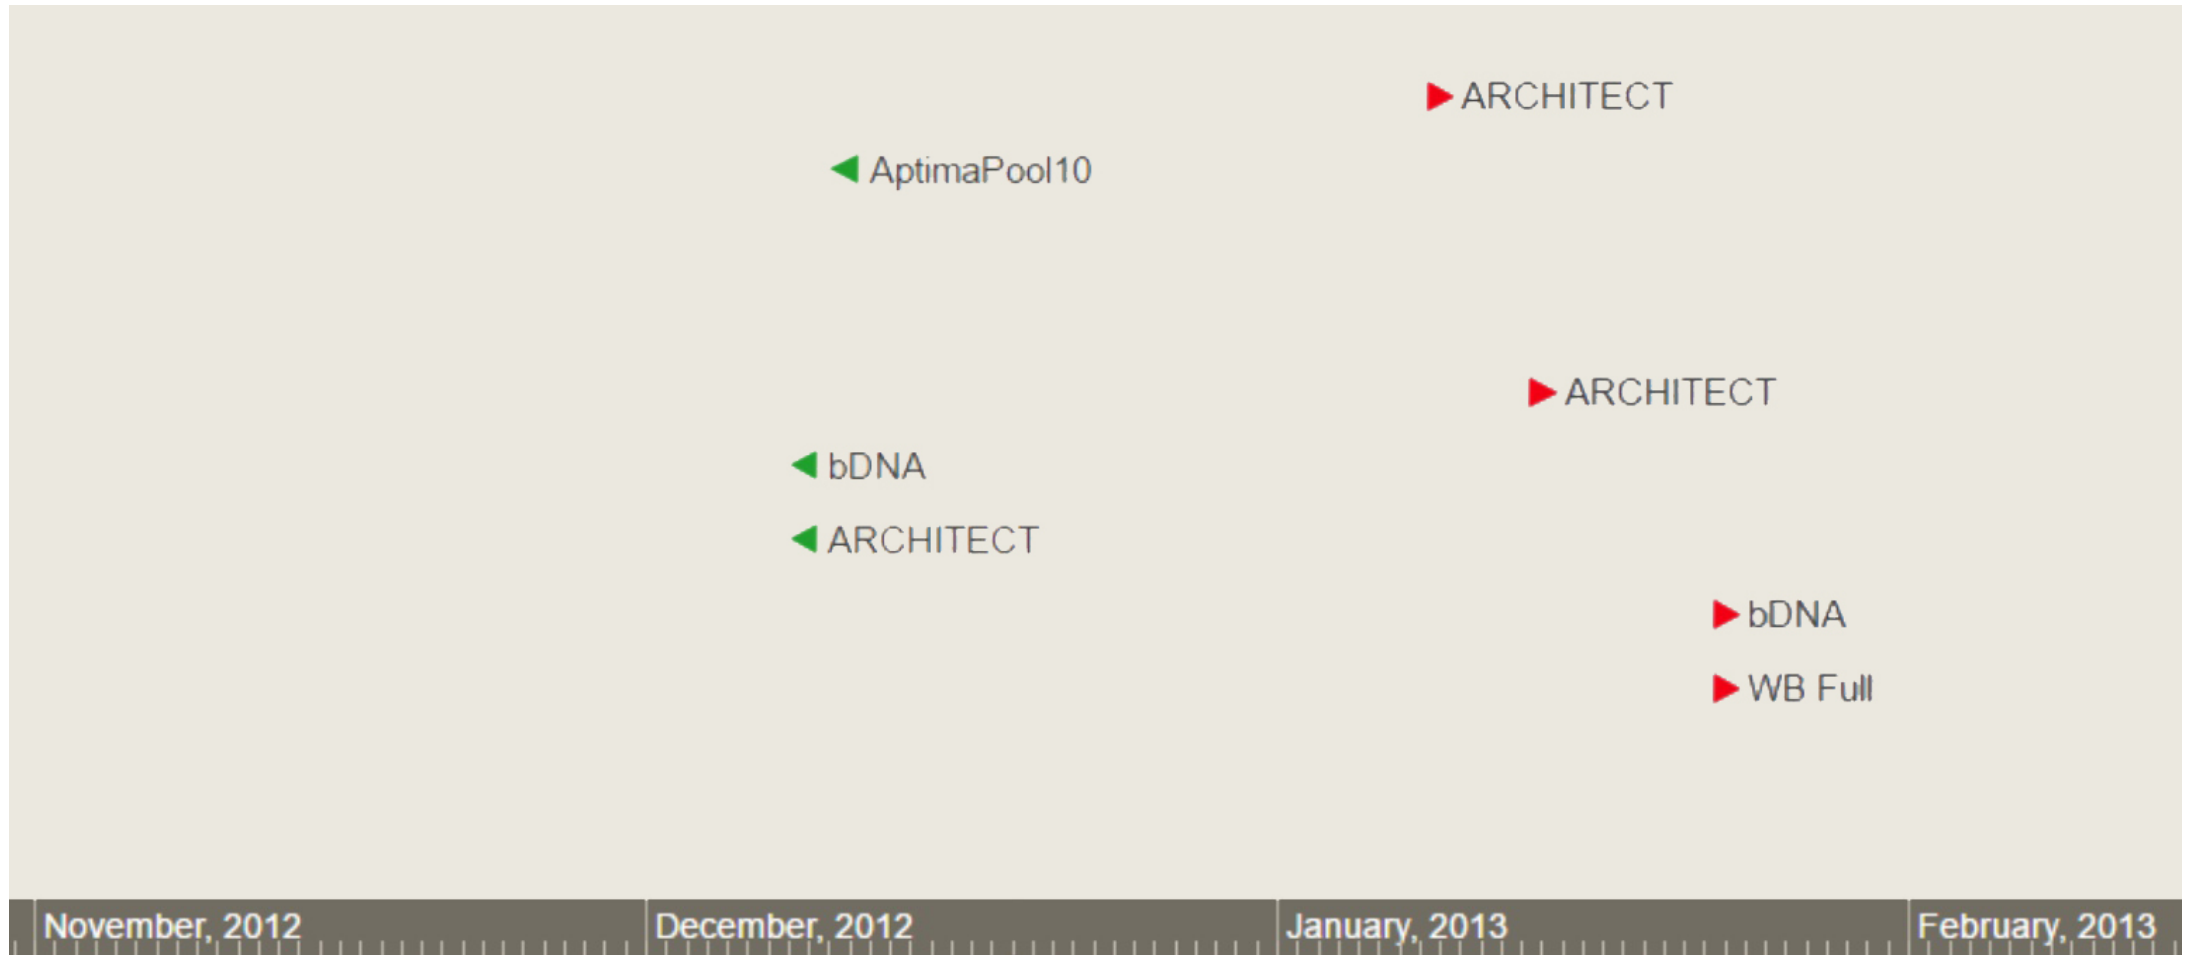 ARCHITECT
AptimaPool10
ARCHITECT
bDNA
ARCHITECT
bDNA
WB Full
November, 2012 December, 2012 January, 2013 February, 2013